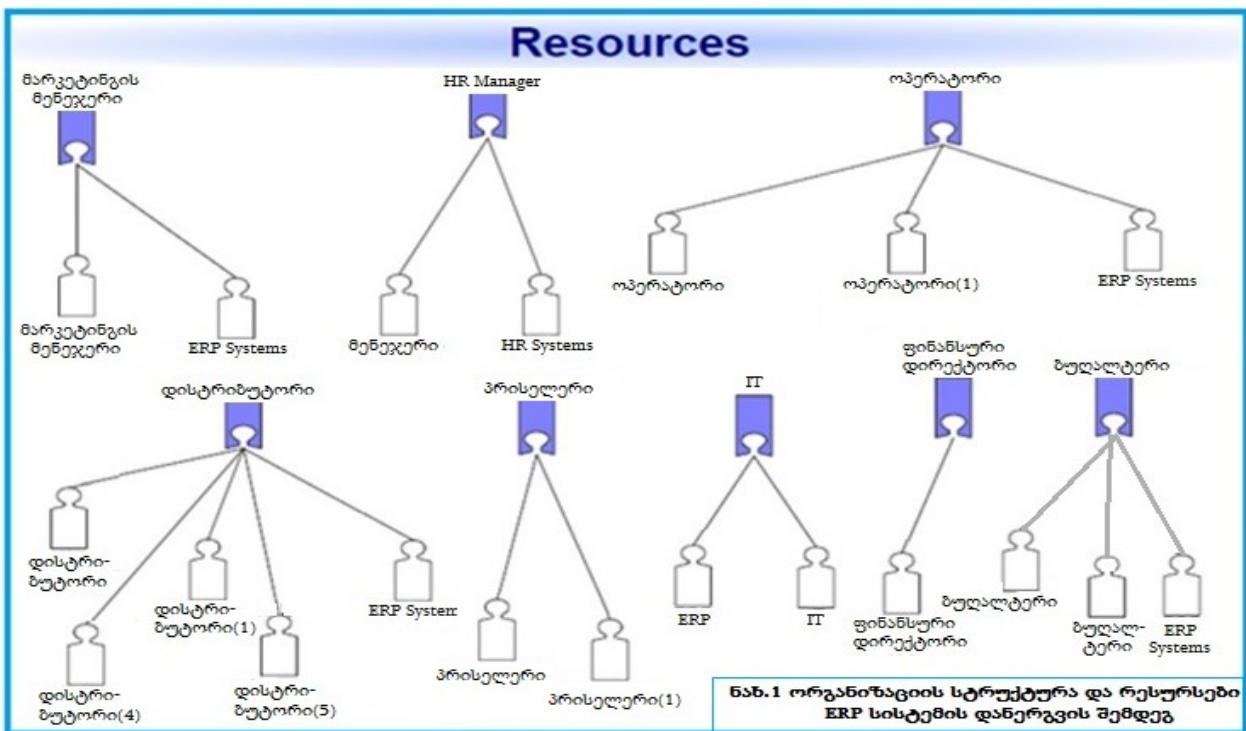 Resources
მარკეტინგის
მენეჯერი
HR Manager
ოპერატორი
ოპერატორი
ოპერატორი(1)
ERP Systems
მარკეტინგის
მენეჯერი
ERP Systems
მენეჯერი
HR Systems
დისტრიბუტორი
პრისელერი
IT
ფინანსური
დირექტორი
ბუღალტერი
დისტრი-
ბუტორი
დისტრი-
ბუტორი(1)
ERP System
დისტრი-
ბუტორი(4)
დისტრი-
ბუტორი(5)
პრისელერი
პრისელერი(1)
ERP
IT
ფინანსური
დირექტორი
ბუღალტერი
ბუღალ-
ტერი
ERP
Systems
ნახ.1 ორგანიზაციის სტრუქტურა და რესურსები
ERP სისტემის დანერგვის შემდეგ